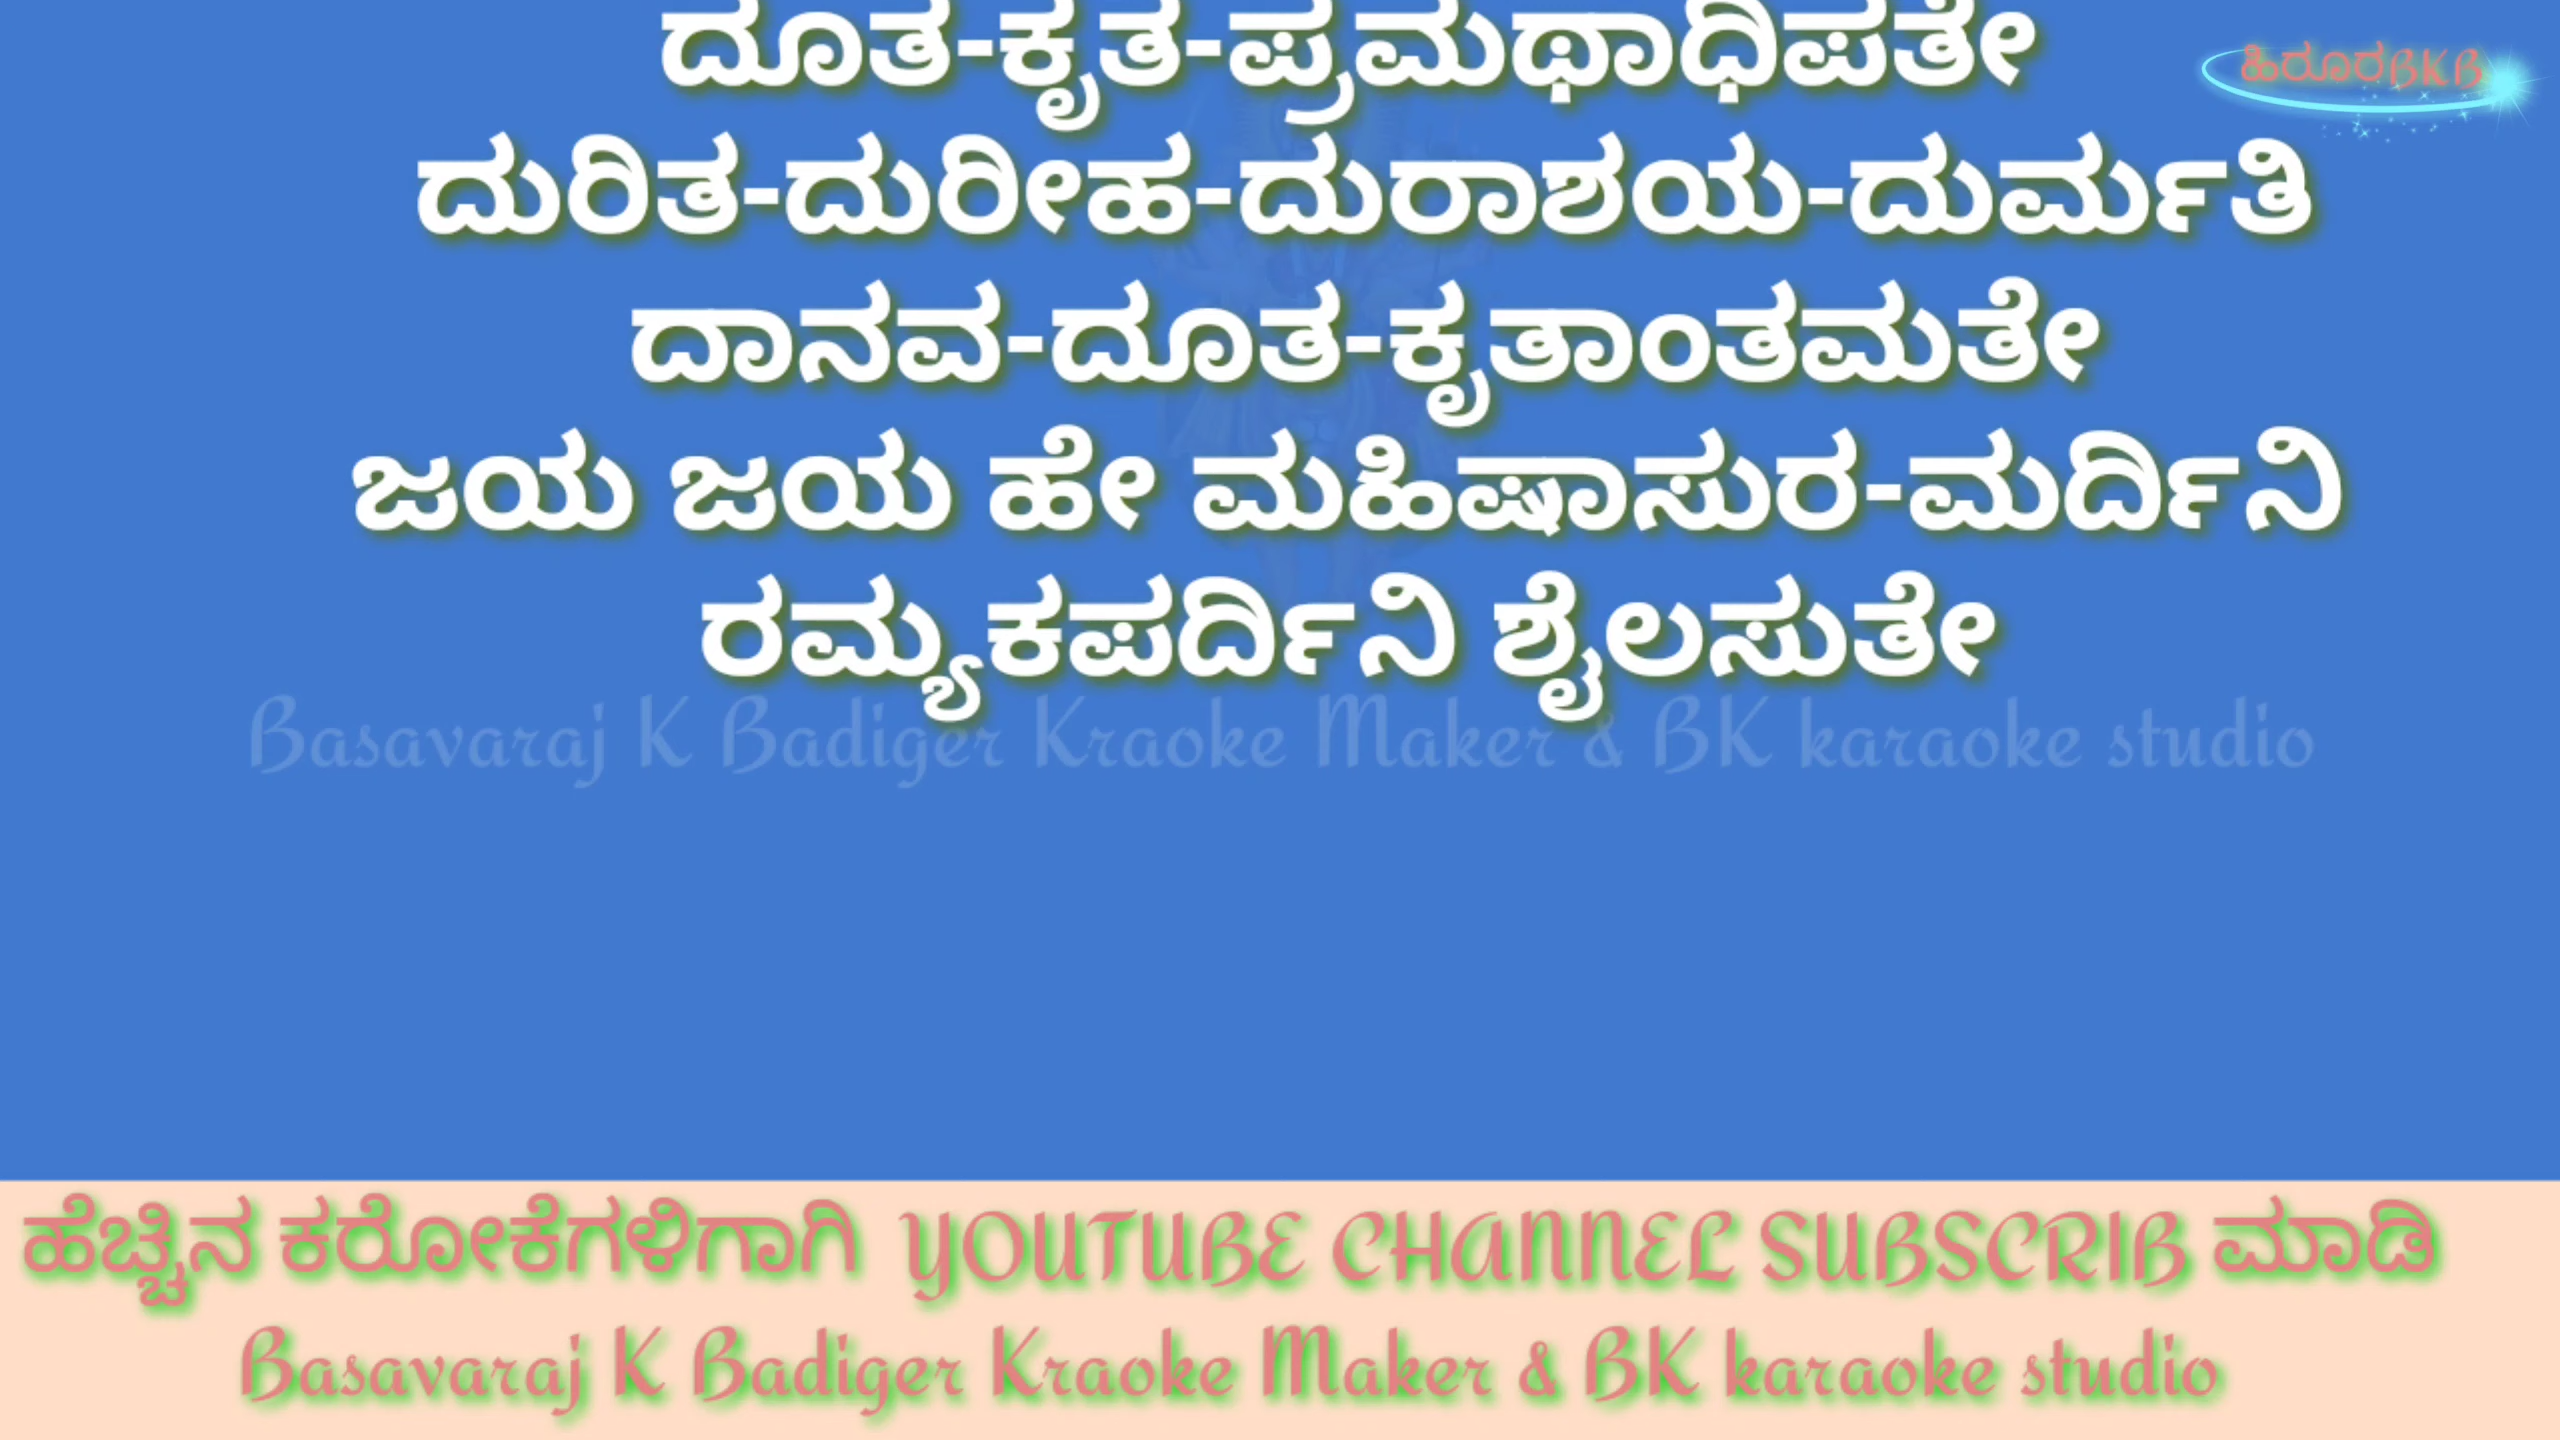 ದೂತ-ಕೃತ-ಪ್ರಮಥಾಧಿಪತೇ
ಹಿರೂರBKB
ದುರಿತ-ದುರೀಹ-ದುರಾಶಯ-ದುರ್ಮತಿ
ದಾನವ-ದೂತ-ಕೃತಾಂತಮತೇ
ಜಯ ಜಯ ಹೇ ಮಹಿಷಾಸುರ-ಮರ್ದಿನಿ
ರಮ್ಯಕಪರ್ದಿನಿ ಶೈಲಸುತೇ
Basavaraj K Badiger Kraoke Maker & BK karaoke studio
ಹೆಚ್ಚಿನ ಕರೋಕೆಗಳಿಗಾಗಿ YOUTUBE CHANNEL SUBSCRIB ಮಾಡಿ
Basavaraj K Badiger Kraoke Maker & BK karaoke studio